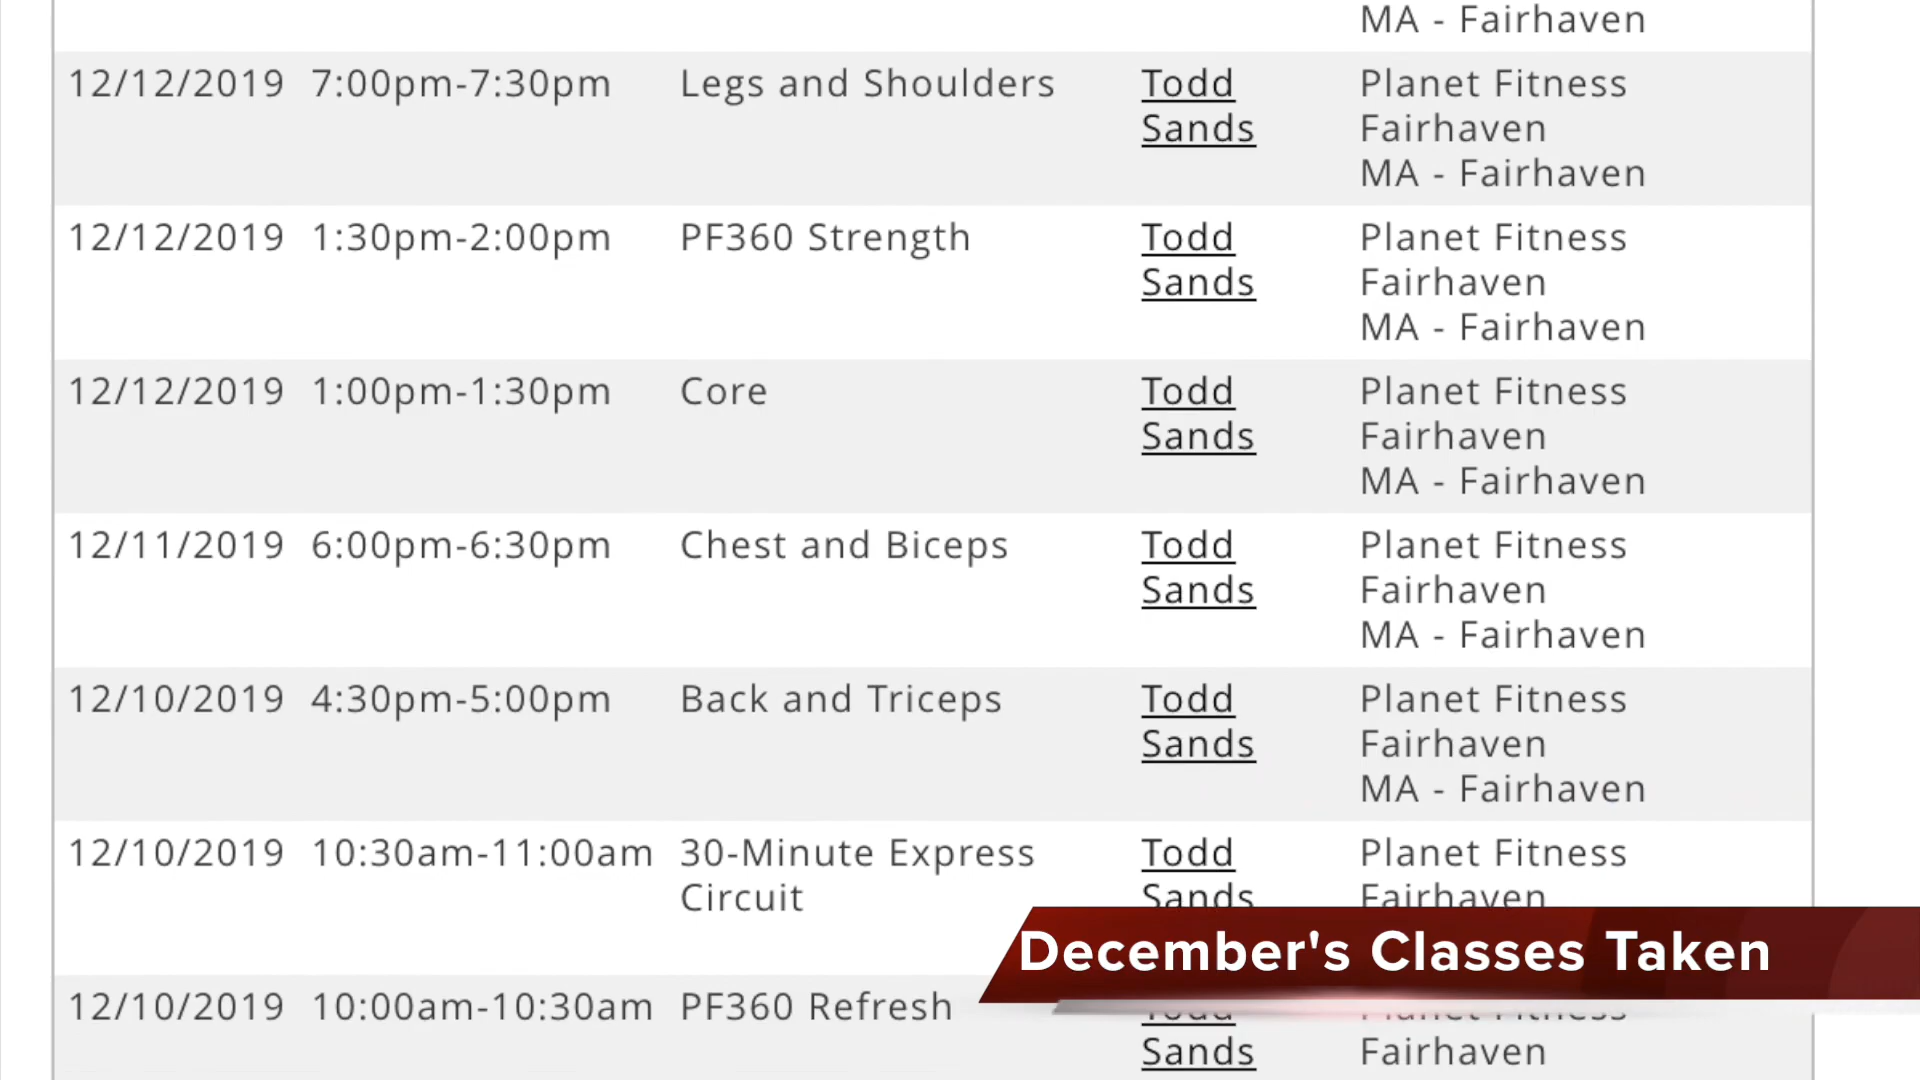 MA - Fairhaven
12/12/2019 7:00pm-7:30pm Legs and Shoulders Todd Planet Fitness
Sands Fairhaven
MA - Fairhaven
12/12/2019 1:30pm-2:00pm PF360 Strength Todd Planet Fitness
Sands Fairhaven
MA - Fairhaven
12/12/2019 1:00pm-1:30pm Core Todd Planet Fitness
Sands Fairhaven
MA - Fairhaven
12/11/2019 6:00pm-6:30pm Chest and Biceps Todd Planet Fitness
Sands Fairhaven
MA - Fairhaven
12/10/2019 4:30pm-5:00pm Back and Triceps Todd Planet Fitness
Sands Fairhaven
MA - Fairhaven
12/10/2019 10:30am-11:00am 30-Minute Express Todd Planet Fitness
Circuit Sands Fairhaven
December's Classes Taken
12/10/2019 10:00am-10:30am PF360 Refresh Todd Planet Fitness
Sands Fairhaven